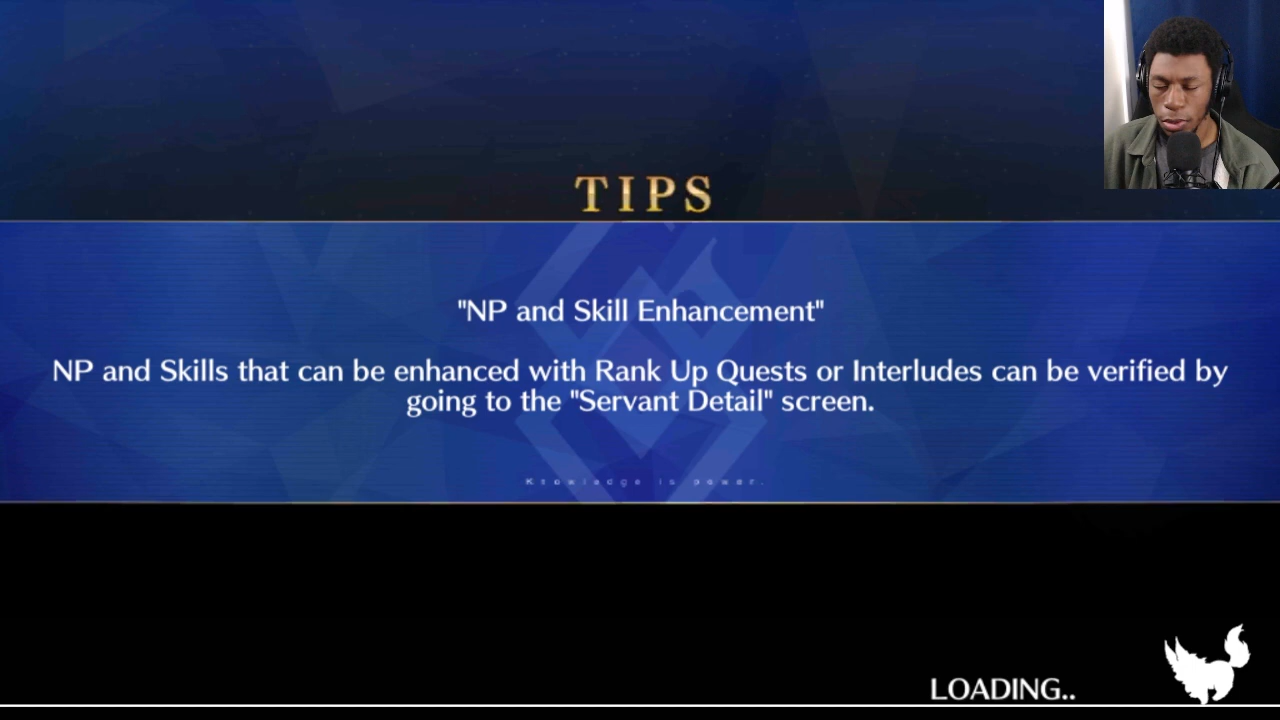 TIPS
"NP and Skill Enhancement"
NP and Skills that can be enhanced with Rank Up Quests or Interludes can be verified by
going to the "Servant Detail" screen.
Knowledge is power.
LOADING..